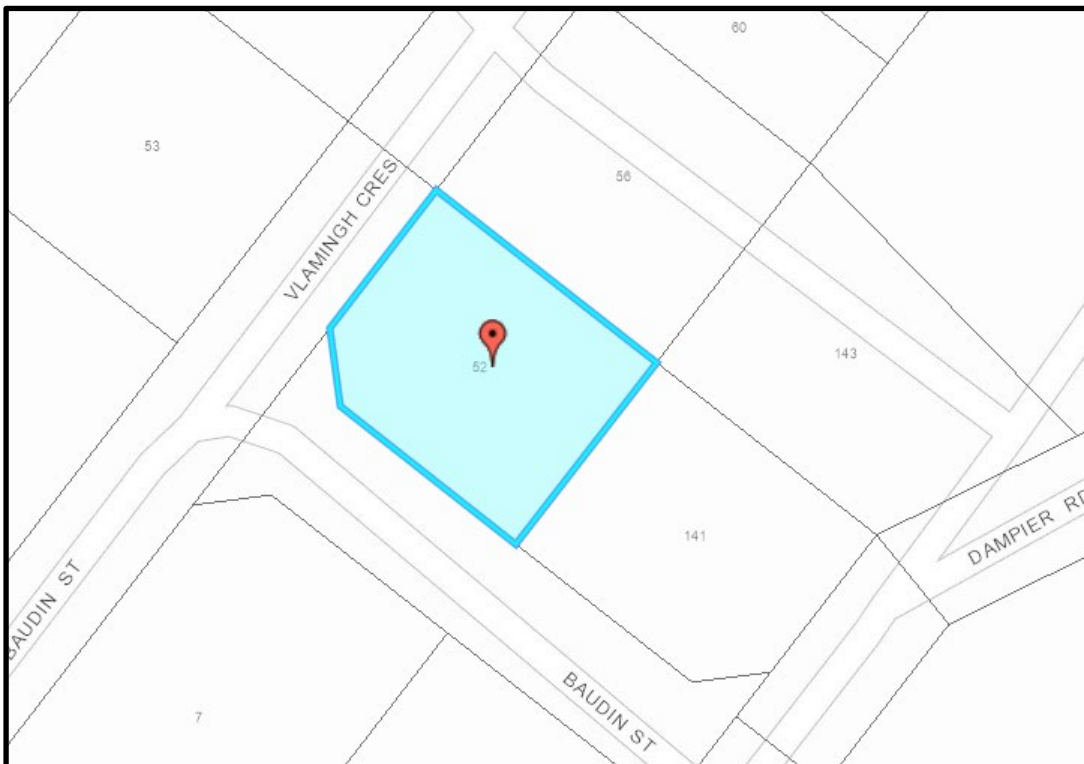 60
53
56
VLAMINGH CRES
52
143
141
DAMPIER RD
BAUDIN ST
BAUDIN ST
7